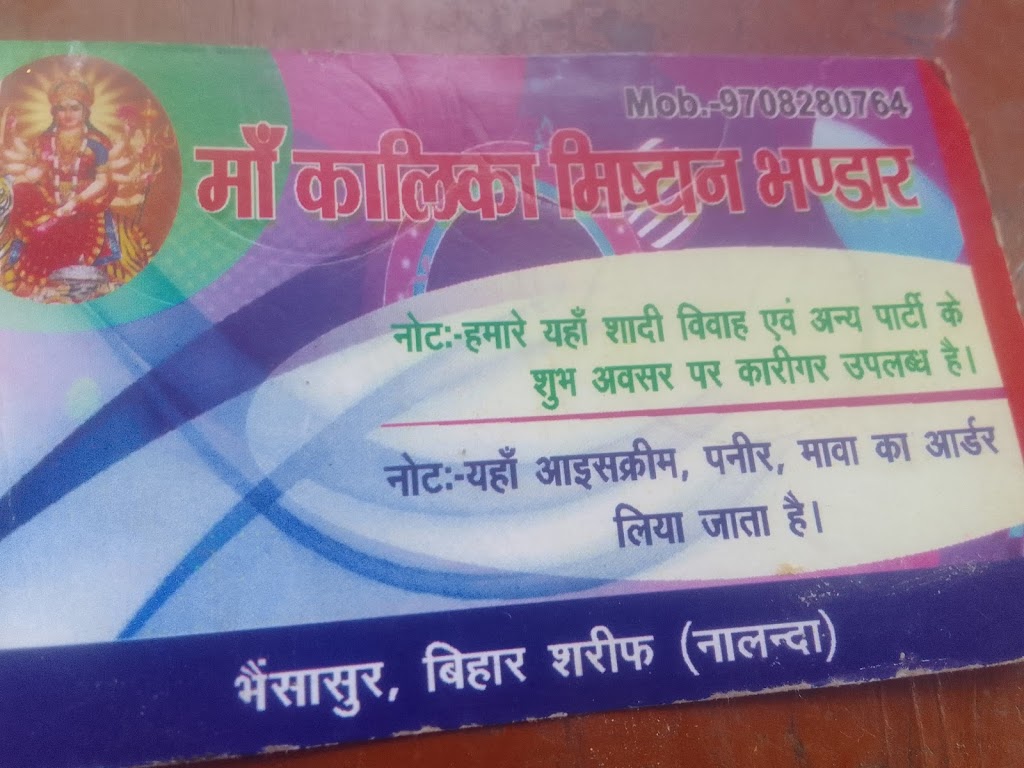 Mob.-9708280764
माँ कालिका मिष्टान भण्डार
नोटः-हमारे यहाँ शादी विवाह एवं अन्य पार्टी के
शुभ अवसर पर कारीगर उपलब्ध है।
नोटः-यहाँ आइसक्रीम, पनीर, मावा का आर्डर
लिया जाता है।
भैंसासुर, बिहार शरीफ (नालन्दा)